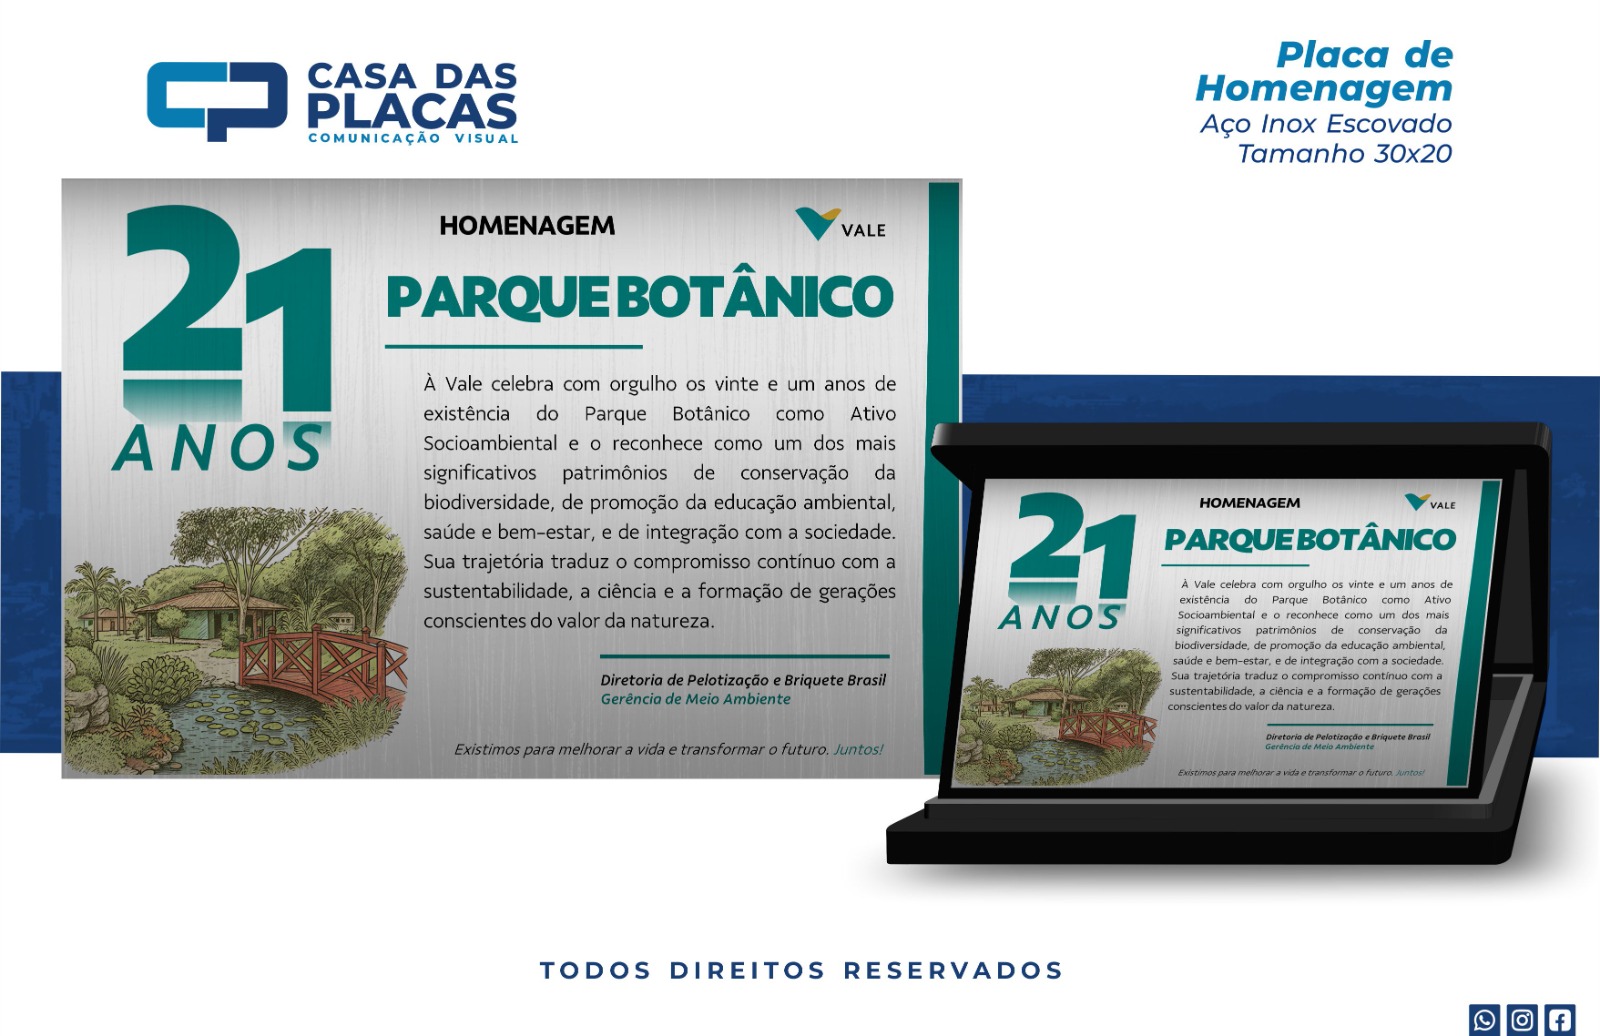 CASA DAS
PLACAS
COMUNICAÇÃO VISUAL
Placa de
Homenagem
Aço Inox Escovado
Tamanho 30x20
21
ANOS
HOMENAGEM
VALE
PARQUE BOTÂNICO
À Vale celebra com orgulho os vinte e um anos de
existência do Parque Botânico como Ativo
Socioambiental e o reconhece como um dos mais
significativos patrimônios de conservação da
biodiversidade, de promoção da educação ambiental,
saúde e bem-estar, e de integração com a sociedade.
Sua trajetória traduz o compromisso contínuo com a
sustentabilidade, a ciência e a formação de gerações
conscientes do valor da natureza.
Diretoria de Pelotização e Briquete Brasil
Gerência de Meio Ambiente
Existimos para melhorar a vida e transformar o futuro. Juntos!
21
ANOS
HOMENAGEM
VALE
PARQUE BOTÂNICO
À Vale celebra com orgulho os vinte e um anos de
existência do Parque Botânico como Ativo
Socioambiental e o reconhece como um dos mais
significativos patrimônios de conservação da
biodiversidade, de promoção da educação ambiental,
saúde e bem-estar, e de integração com a sociedade.
Sua trajetória traduz o compromisso contínuo com a
sustentabilidade, a ciência e a formação de gerações
conscientes do valor da natureza.
Diretoria de Pelotização e Briquete Brasil
Gerência de Meio Ambiente
Existimos para melhorar a vida e transformar o futuro. Juntos!
TODOS DIREITOS RESERVADOS